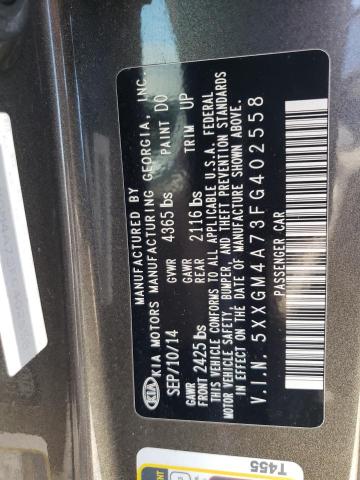 MANUFACTURED BY
KIA KIA MOTORS MANUFACTURING GEORGIA, INC.
SEP/10/14 GVWR 4365 lbs PAINT D0
GAWR FRONT 2425 lbs GAWR REAR 2116 lbs TRIM UP
THIS VEHICLE CONFORMS TO ALL APPLICABLE U.S.A. FEDERAL
MOTOR VEHICLE SAFETY, BUMPER, AND THEFT PREVENTION STANDARDS
IN EFFECT ON THE DATE OF MANUFACTURE SHOWN ABOVE.
V.I.N. 5XXGM4A73FG402558
PASSENGER CAR
T455